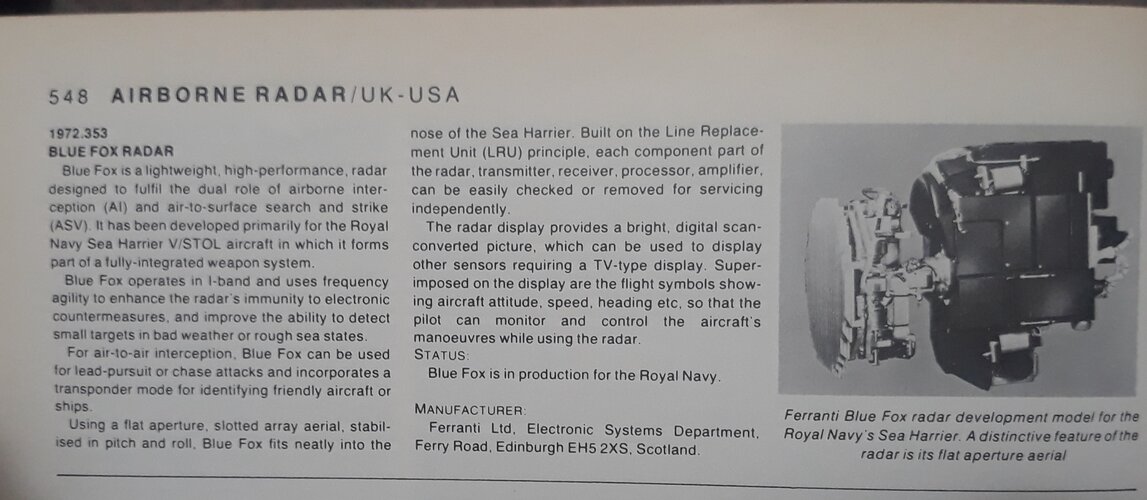 548 AIRBORNE RADAR/UK-USA
1972.353
BLUE FOX RADAR
Blue Fox is a lightweight, high-performance, radar
designed to fulfil the dual role of airborne inter-
ception (AI) and air-to-surface search and strike
(ASV). It has been developed primarily for the Royal
Navy Sea Harrier V/STOL aircraft in which it forms
part of a fully-integrated weapon system.
Blue Fox operates in I-band and uses frequency
agility to enhance the radar's immunity to electronic
countermeasures, and improve the ability to detect
small targets in bad weather or rough sea states.
For air-to-air interception, Blue Fox can be used
for lead-pursuit or chase attacks and incorporates a
transponder mode for identifying friendly aircraft or
ships.
Using a flat aperture, slotted array aerial, stabil-
ised in pitch and roll, Blue Fox fits neatly into the
nose of the Sea Harrier. Built on the Line Replace-
ment Unit (LRU) principle, each component part of
the radar, transmitter, receiver, processor, amplifier,
can be easily checked or removed for servicing
independently.
The radar display provides a bright, digital scan-
converted picture, which can be used to display
other sensors requiring a TV-type display. Super-
imposed on the display are the flight symbols show-
ing aircraft attitude, speed, heading etc, so that the
pilot can monitor and control the aircraft's
manoeuvres while using the radar.
STATUS:
Blue Fox is in production for the Royal Navy.
MANUFACTURER:
Ferranti Ltd, Electronic Systems Department,
Ferry Road, Edinburgh EH5 2XS, Scotland.
Ferranti Blue Fox radar development model for the
Royal Navy's Sea Harrier. A distinctive feature of the
radar is its flat aperture aerial